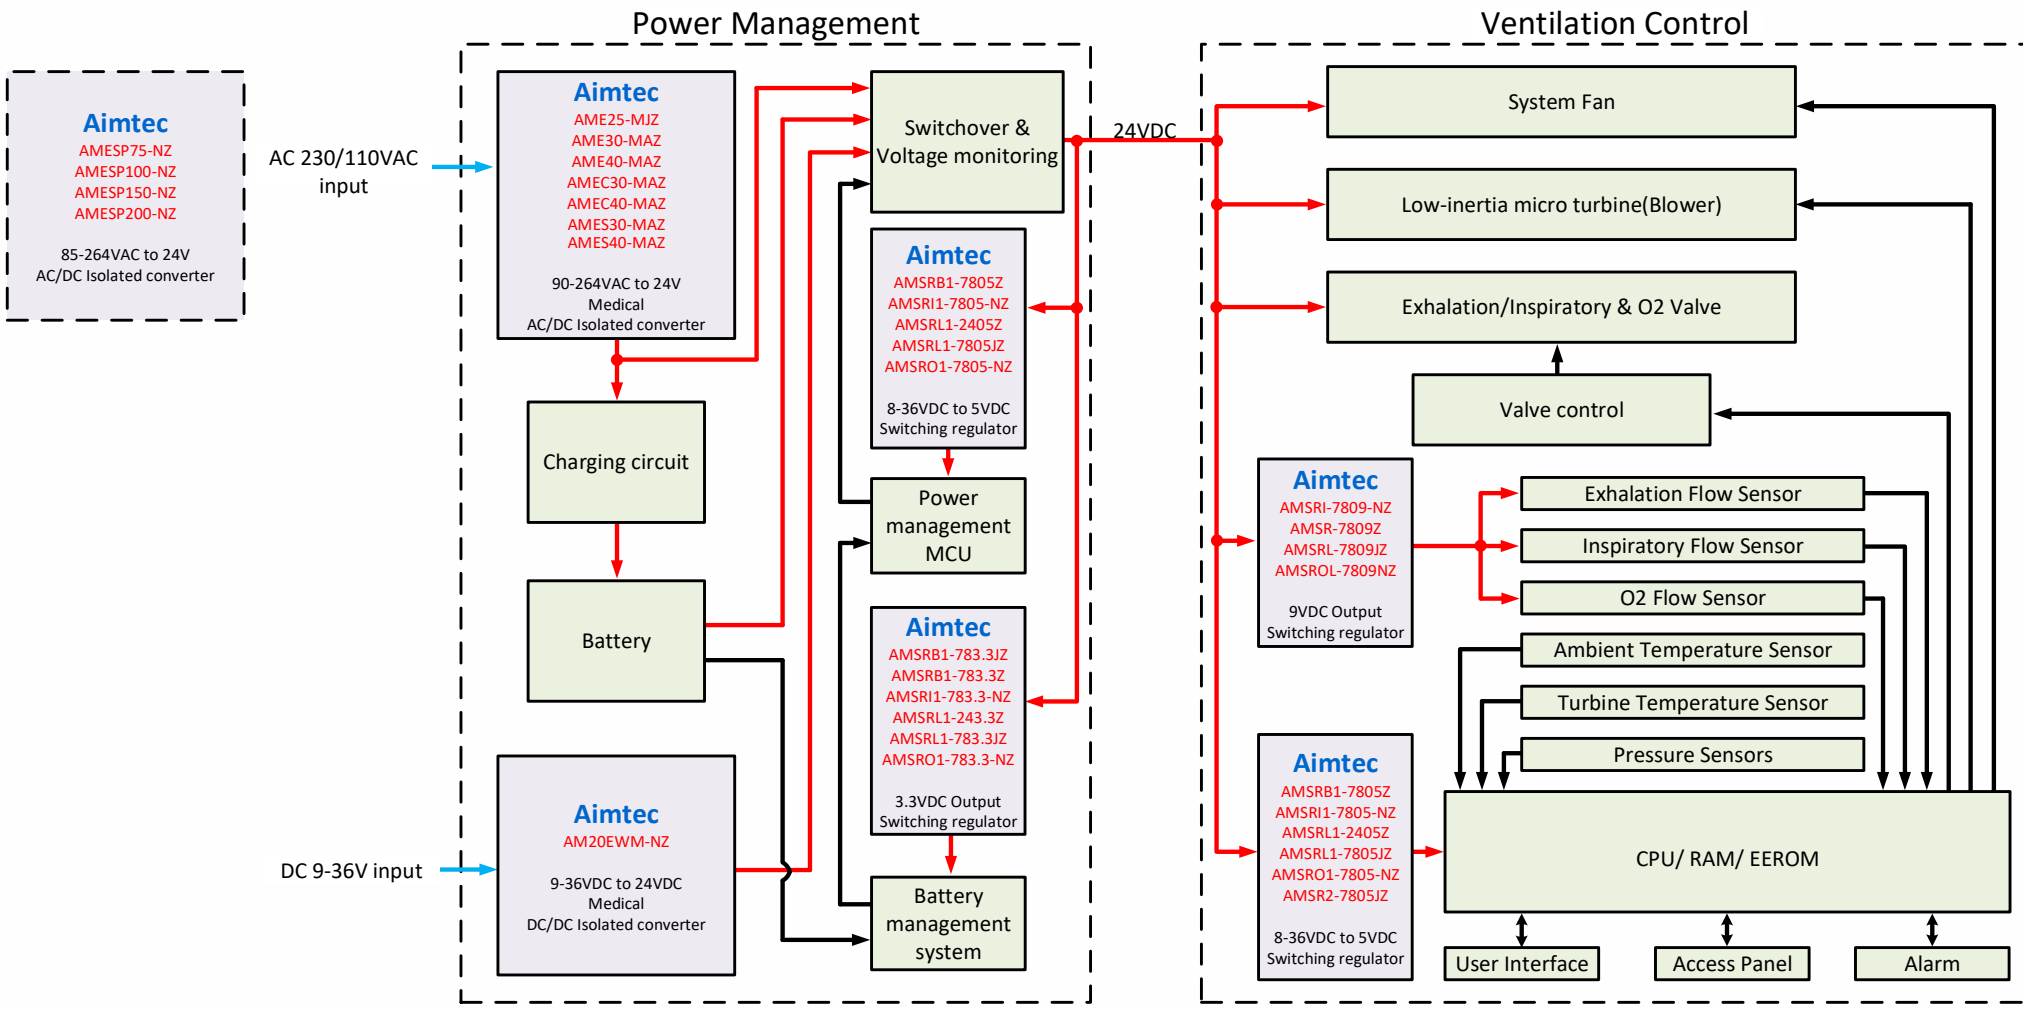 Power Management
Ventilation Control
Aimtec
AMESP75-NZ
AMESP100-NZ
AMESP150-NZ
AMESP200-NZ
85-264VAC to 24V
AC/DC Isolated converter
AC 230/110VAC
input
Aimtec
AME25-MJZ
AME30-MAZ
AME40-MAZ
AMEC30-MAZ
AMEC40-MAZ
AMES30-MAZ
AMES40-MAZ
90-264VAC to 24V
Medical
AC/DC Isolated converter
Charging circuit
Battery
DC 9-36V input
Aimtec
AM20EWM-NZ
9-36VDC to 24VDC
Medical
DC/DC Isolated converter
Switchover &
Voltage monitoring
Aimtec
AMSRB1-7805Z
AMSRI1-7805-NZ
AMSRL1-2405Z
AMSRL1-7805JZ
AMSRO1-7805-NZ
8-36VDC to 5VDC
Switching regulator
Power
management
MCU
Aimtec
AMSRB1-783.3JZ
AMSRB1-783.3Z
AMSRI1-783.3-NZ
AMSRL1-243.3Z
AMSRL1-783.3JZ
AMSRO1-783.3-NZ
3.3VDC Output
Switching regulator
Battery
management
system
24VDC
System Fan
Low-inertia micro turbine(Blower)
Exhalation/Inspiratory & O2 Valve
Valve control
Aimtec
AMSRI-7809-NZ
AMSR-7809Z
AMSRL-7809JZ
AMSROL-7809NZ
9VDC Output
Switching regulator
Exhalation Flow Sensor
Inspiratory Flow Sensor
O2 Flow Sensor
Ambient Temperature Sensor
Turbine Temperature Sensor
Pressure Sensors
Aimtec
AMSRB1-7805Z
AMSRI1-7805-NZ
AMSRL1-2405Z
AMSRL1-7805JZ
AMSRO1-7805-NZ
AMSR2-7805JZ
8-36VDC to 5VDC
Switching regulator
CPU/ RAM/ EEROM
User Interface
Access Panel
Alarm